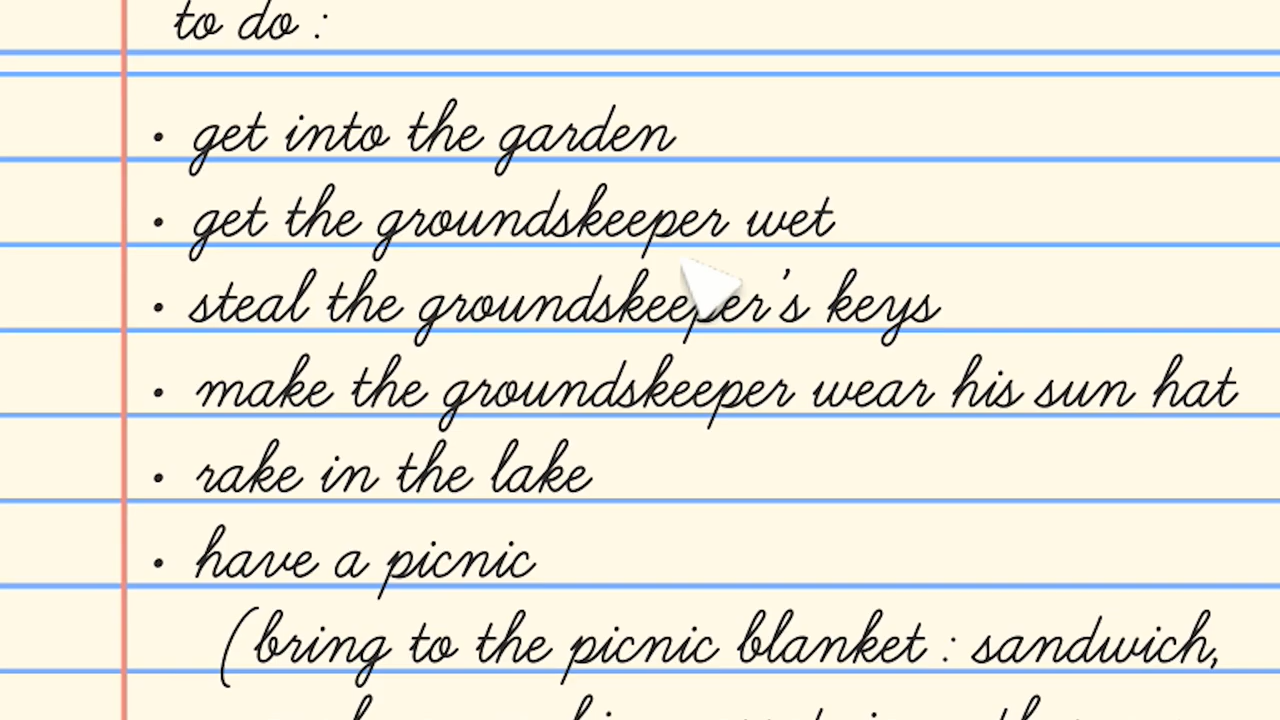 to do :
• get into the garden
• get the groundskeeper wet
• steal the groundskeeper's keys
• make the groundskeeper wear his sun hat
• rake in the lake
• have a picnic
(bring to the picnic blanket : sandwich,